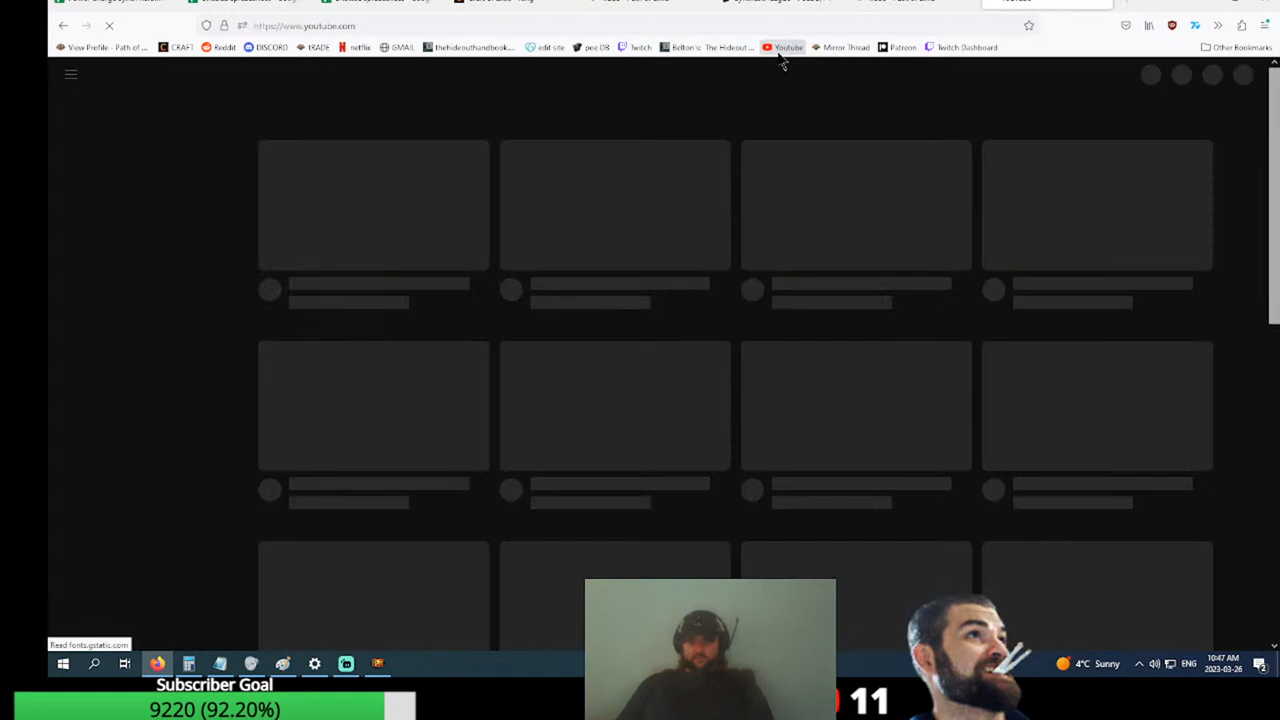 https://www.youtube.com
View Profile - Path of ... CRAFT Reddit DISCORD tRADE netflix GMAIL thehideouthandbook... edit site poe DB Twitch Belton's: The Hideout ... Youtube Mirror Thread Patreon Twitch Dashboard Other Bookmarks
Read fonts.gstatic.com
4°C Sunny ENG 10:47 AM
2023-03-26
Subscriber Goal
9220 (92.20%)
11